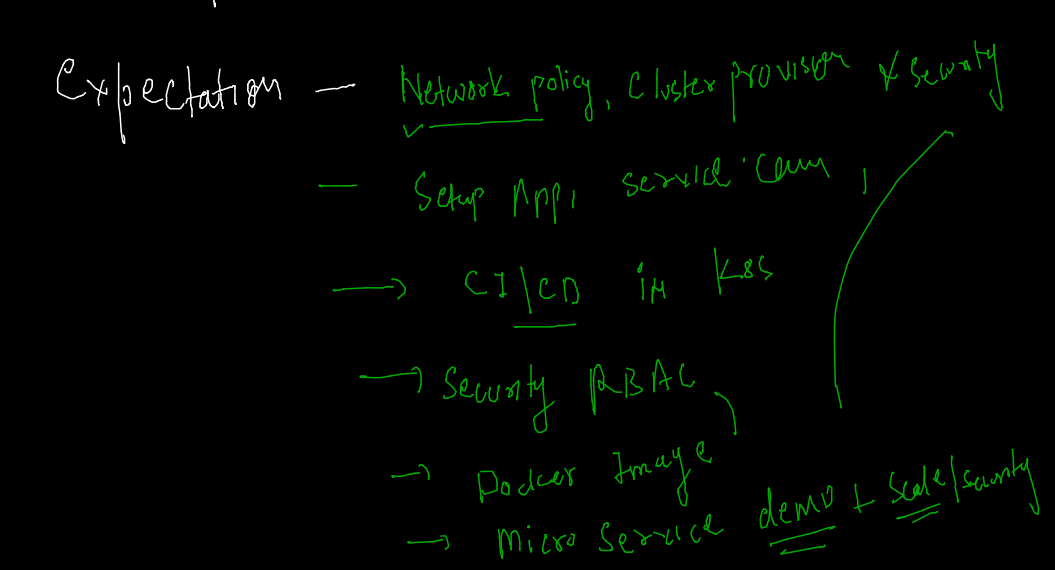 Expectation — Network policy, Cluster provision & security
— Setup App, service comm,
→ CI/CD in K8s
→ Security RBAC
→ Docker Image
→ Micro Service demo + scale/security